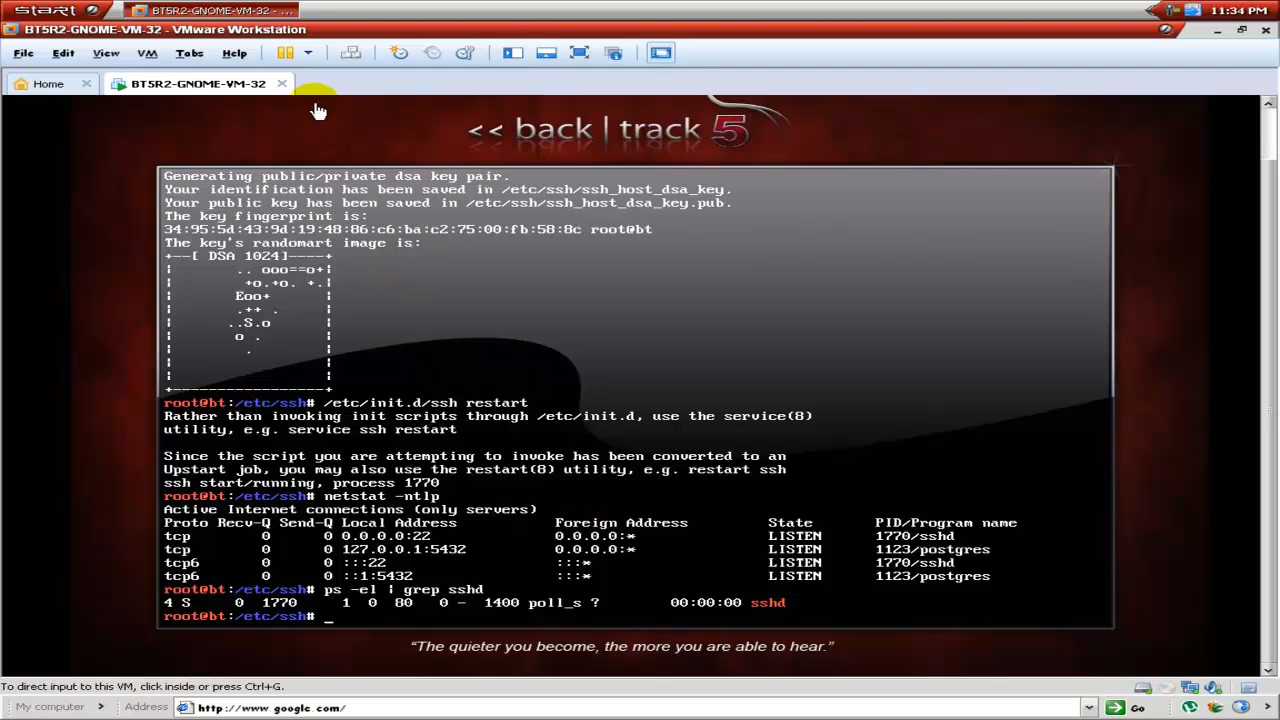 start
BT5R2-GNOME-VM-32 - ...
11:34 PM
BT5R2-GNOME-VM-32 - VMware Workstation
File Edit View VM Tabs Help
Home
BT5R2-GNOME-VM-32
<< back | track 5
Generating public/private dsa key pair.
Your identification has been saved in /etc/ssh/ssh_host_dsa_key.
Your public key has been saved in /etc/ssh/ssh_host_dsa_key.pub.
The key fingerprint is:
34:95:5d:43:9d:19:48:86:c6:ba:c2:75:00:fb:58:8c root@bt
The key's randomart image is:
+--[ DSA 1024]----+
|        .. ooo==o+|
|         +o.+o. +.|
|        Eoo+      |
|        .++ .     |
|       ..S.o      |
|        o .       |
|         .        |
|                  |
|                  |
+-----------------+
root@bt:/etc/ssh# /etc/init.d/ssh restart
Rather than invoking init scripts through /etc/init.d, use the service(8)
utility, e.g. service ssh restart
Since the script you are attempting to invoke has been converted to an
Upstart job, you may also use the restart(8) utility, e.g. restart ssh
ssh start/running, process 1770
root@bt:/etc/ssh# netstat -ntlp
Active Internet connections (only servers)
Proto Recv-Q Send-Q Local Address           Foreign Address         State       PID/Program name
tcp        0      0 0.0.0.0:22              0.0.0.0:*               LISTEN      1770/sshd
tcp        0      0 127.0.0.1:5432          0.0.0.0:*               LISTEN      1123/postgres
tcp6       0      0 :::22                   :::*                    LISTEN      1770/sshd
tcp6       0      0 ::1:5432                :::*                    LISTEN      1123/postgres
root@bt:/etc/ssh# ps -el | grep sshd
4 S     0  1770     1  0  80   0 -  1400 poll_s ?        00:00:00 sshd
root@bt:/etc/ssh# _
“The quieter you become, the more you are able to hear.”
To direct input to this VM, click inside or press Ctrl+G.
My computer
Address
http://www.google.com/
Go